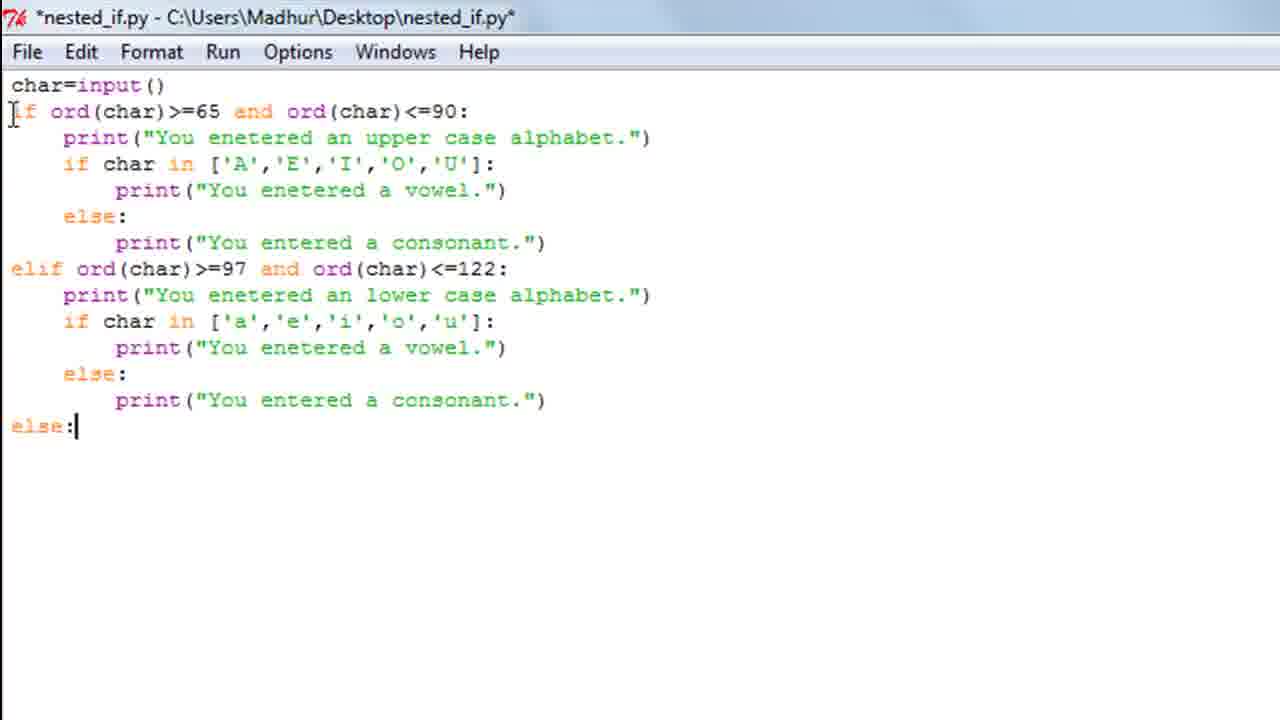 *nested_if.py - C:\Users\Madhur\Desktop\nested_if.py*
File Edit Format Run Options Windows Help
char=input()
if ord(char)>=65 and ord(char)<=90:
    print("You enetered an upper case alphabet.")
    if char in ['A','E','I','O','U']:
        print("You enetered a vowel.")
    else:
        print("You entered a consonant.")
elif ord(char)>=97 and ord(char)<=122:
    print("You enetered an lower case alphabet.")
    if char in ['a','e','i','o','u']:
        print("You enetered a vowel.")
    else:
        print("You entered a consonant.")
else: